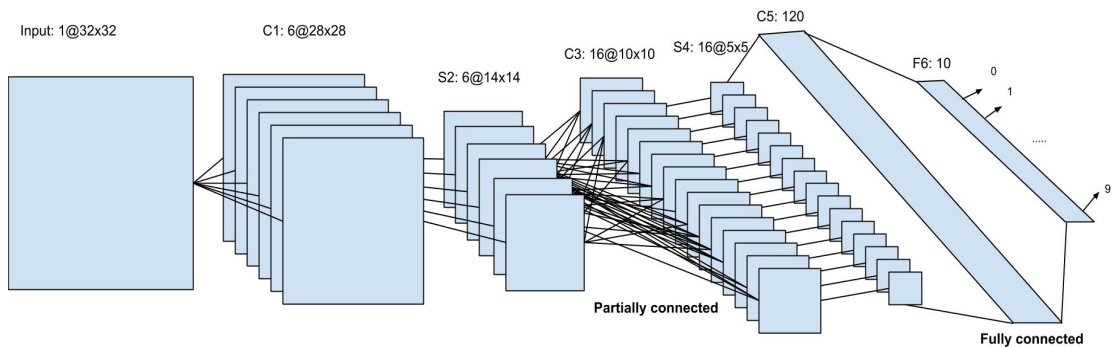 Input: 1@32x32
C1: 6@28x28
S2: 6@14x14
C3: 16@10x10
S4: 16@5x5
C5: 120
F6: 10
0
1
.....
9
Partially connected
Fully connected